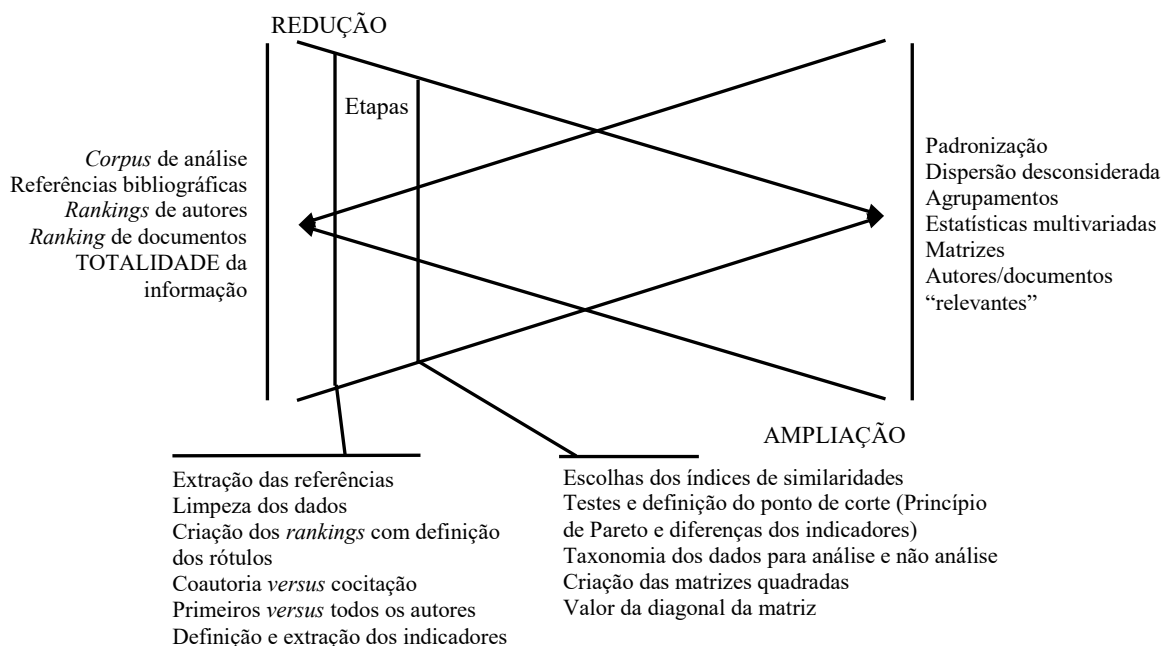 REDUÇÃO
Etapas
Corpus de análise
Referências bibliográficas
Rankings de autores
Ranking de documentos
TOTALIDADE da
informação
Padronização
Dispersão desconsiderada
Agrupamentos
Estatísticas multivariadas
Matrizes
Autores/documentos
“relevantes”
AMPLIAÇÃO
Extração das referências
Limpeza dos dados
Criação dos rankings com definição
dos rótulos
Coautoria versus cocitação
Primeiros versus todos os autores
Definição e extração dos indicadores
Escolhas dos índices de similaridades
Testes e definição do ponto de corte (Princípio
de Pareto e diferenças dos indicadores)
Taxonomia dos dados para análise e não análise
Criação das matrizes quadradas
Valor da diagonal da matriz